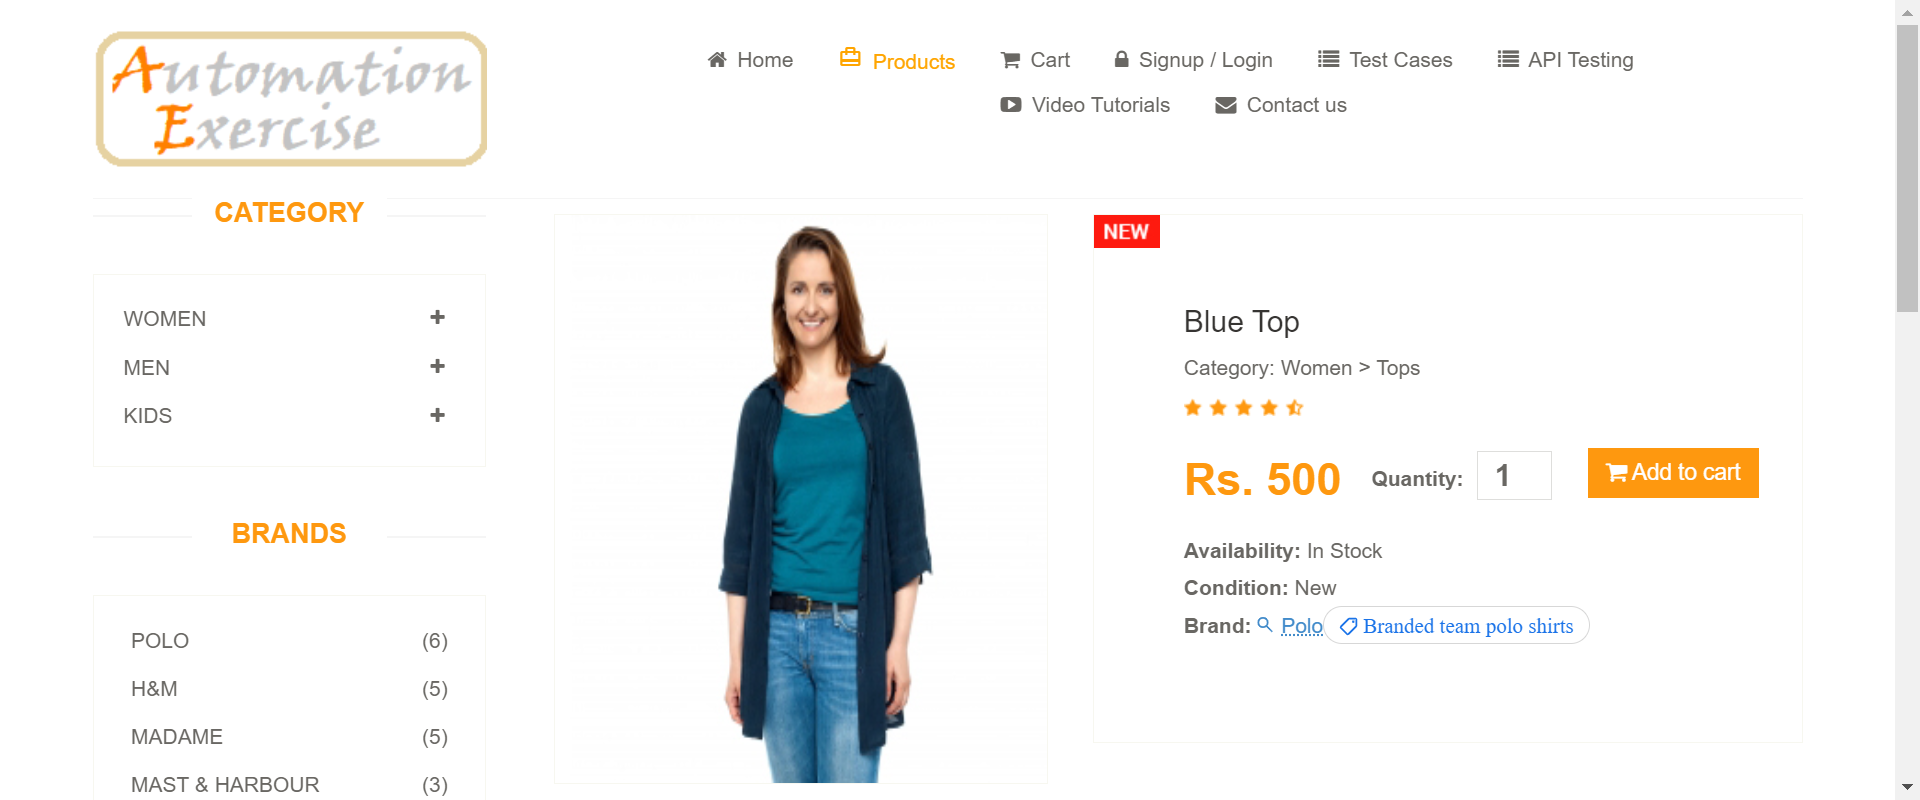 Automation
Exercise
Home
Products
Cart
Signup / Login
Test Cases
API Testing
Video Tutorials
Contact us
CATEGORY
WOMEN
MEN
KIDS
BRANDS
POLO (6)
H&M (5)
MADAME (5)
MAST & HARBOUR (3)
NEW
Blue Top
Category: Women > Tops
Rs. 500 Quantity: 1 Add to cart
Availability: In Stock
Condition: New
Brand: Polo Branded team polo shirts